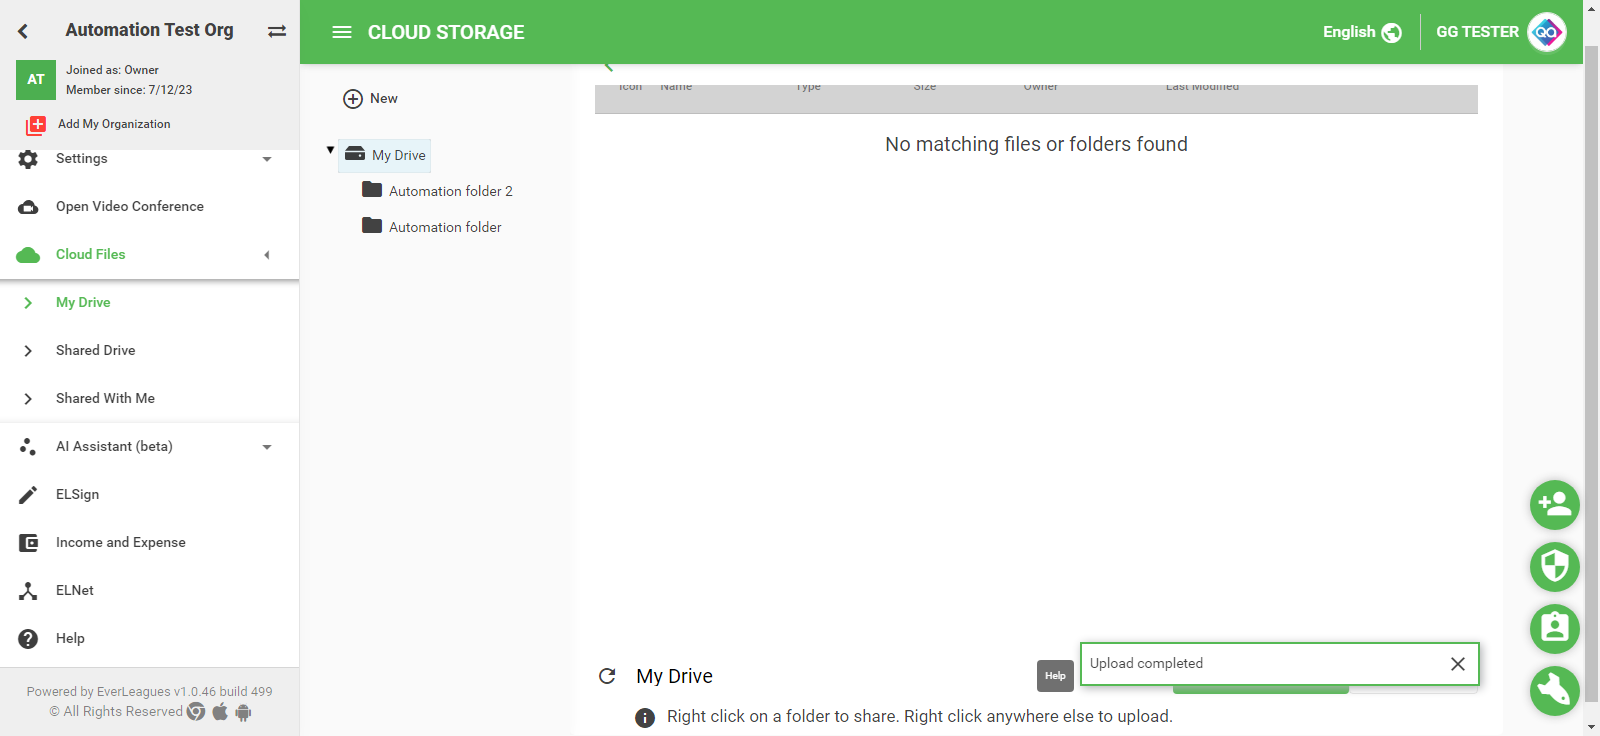 Automation Test Org
AT
Joined as: Owner
Member since: 7/12/23
Add My Organization
Settings
Open Video Conference
Cloud Files
My Drive
Shared Drive
Shared With Me
AI Assistant (beta)
ELSign
Income and Expense
ELNet
Help
Powered by EverLeagues v1.0.46 build 499
© All Rights Reserved
CLOUD STORAGE
English
GG TESTER
QA
New
My Drive
Automation folder 2
Automation folder
Icon Name Type Size Owner Last Modified
No matching files or folders found
My Drive
Help
Upload completed
Right click on a folder to share. Right click anywhere else to upload.